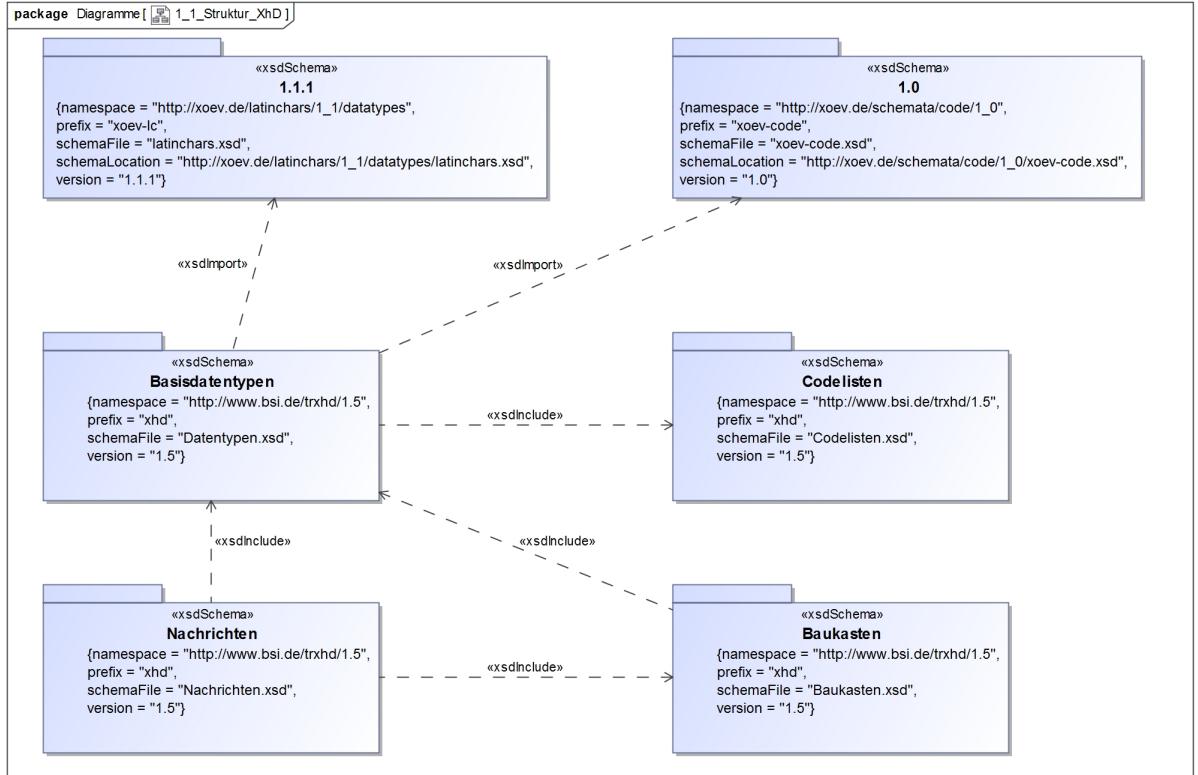 package Diagramme [ 1_1_Struktur_XhD ]
«xsdSchema»
1.1.1
{namespace = "http://xoev.de/latinchars/1_1/datatypes",
prefix = "xoev-lc",
schemaFile = "latinchars.xsd",
schemaLocation = "http://xoev.de/latinchars/1_1/datatypes/latinchars.xsd",
version = "1.1.1"}
«xsdSchema»
1.0
{namespace = "http://xoev.de/schemata/code/1_0",
prefix = "xoev-code",
schemaFile = "xoev-code.xsd",
schemaLocation = "http://xoev.de/schemata/code/1_0/xoev-code.xsd",
version = "1.0"}
«xsdImport»
«xsdImport»
«xsdSchema»
Basisdatentypen
{namespace = "http://www.bsi.de/trxhd/1.5",
prefix = "xhd",
schemaFile = "Datentypen.xsd",
version = "1.5"}
«xsdInclude»
«xsdSchema»
Codelisten
{namespace = "http://www.bsi.de/trxhd/1.5",
prefix = "xhd",
schemaFile = "Codelisten.xsd",
version = "1.5"}
«xsdInclude»
«xsdInclude»
«xsdSchema»
Nachrichten
{namespace = "http://www.bsi.de/trxhd/1.5",
prefix = "xhd",
schemaFile = "Nachrichten.xsd",
version = "1.5"}
«xsdInclude»
«xsdSchema»
Baukasten
{namespace = "http://www.bsi.de/trxhd/1.5",
prefix = "xhd",
schemaFile = "Baukasten.xsd",
version = "1.5"}